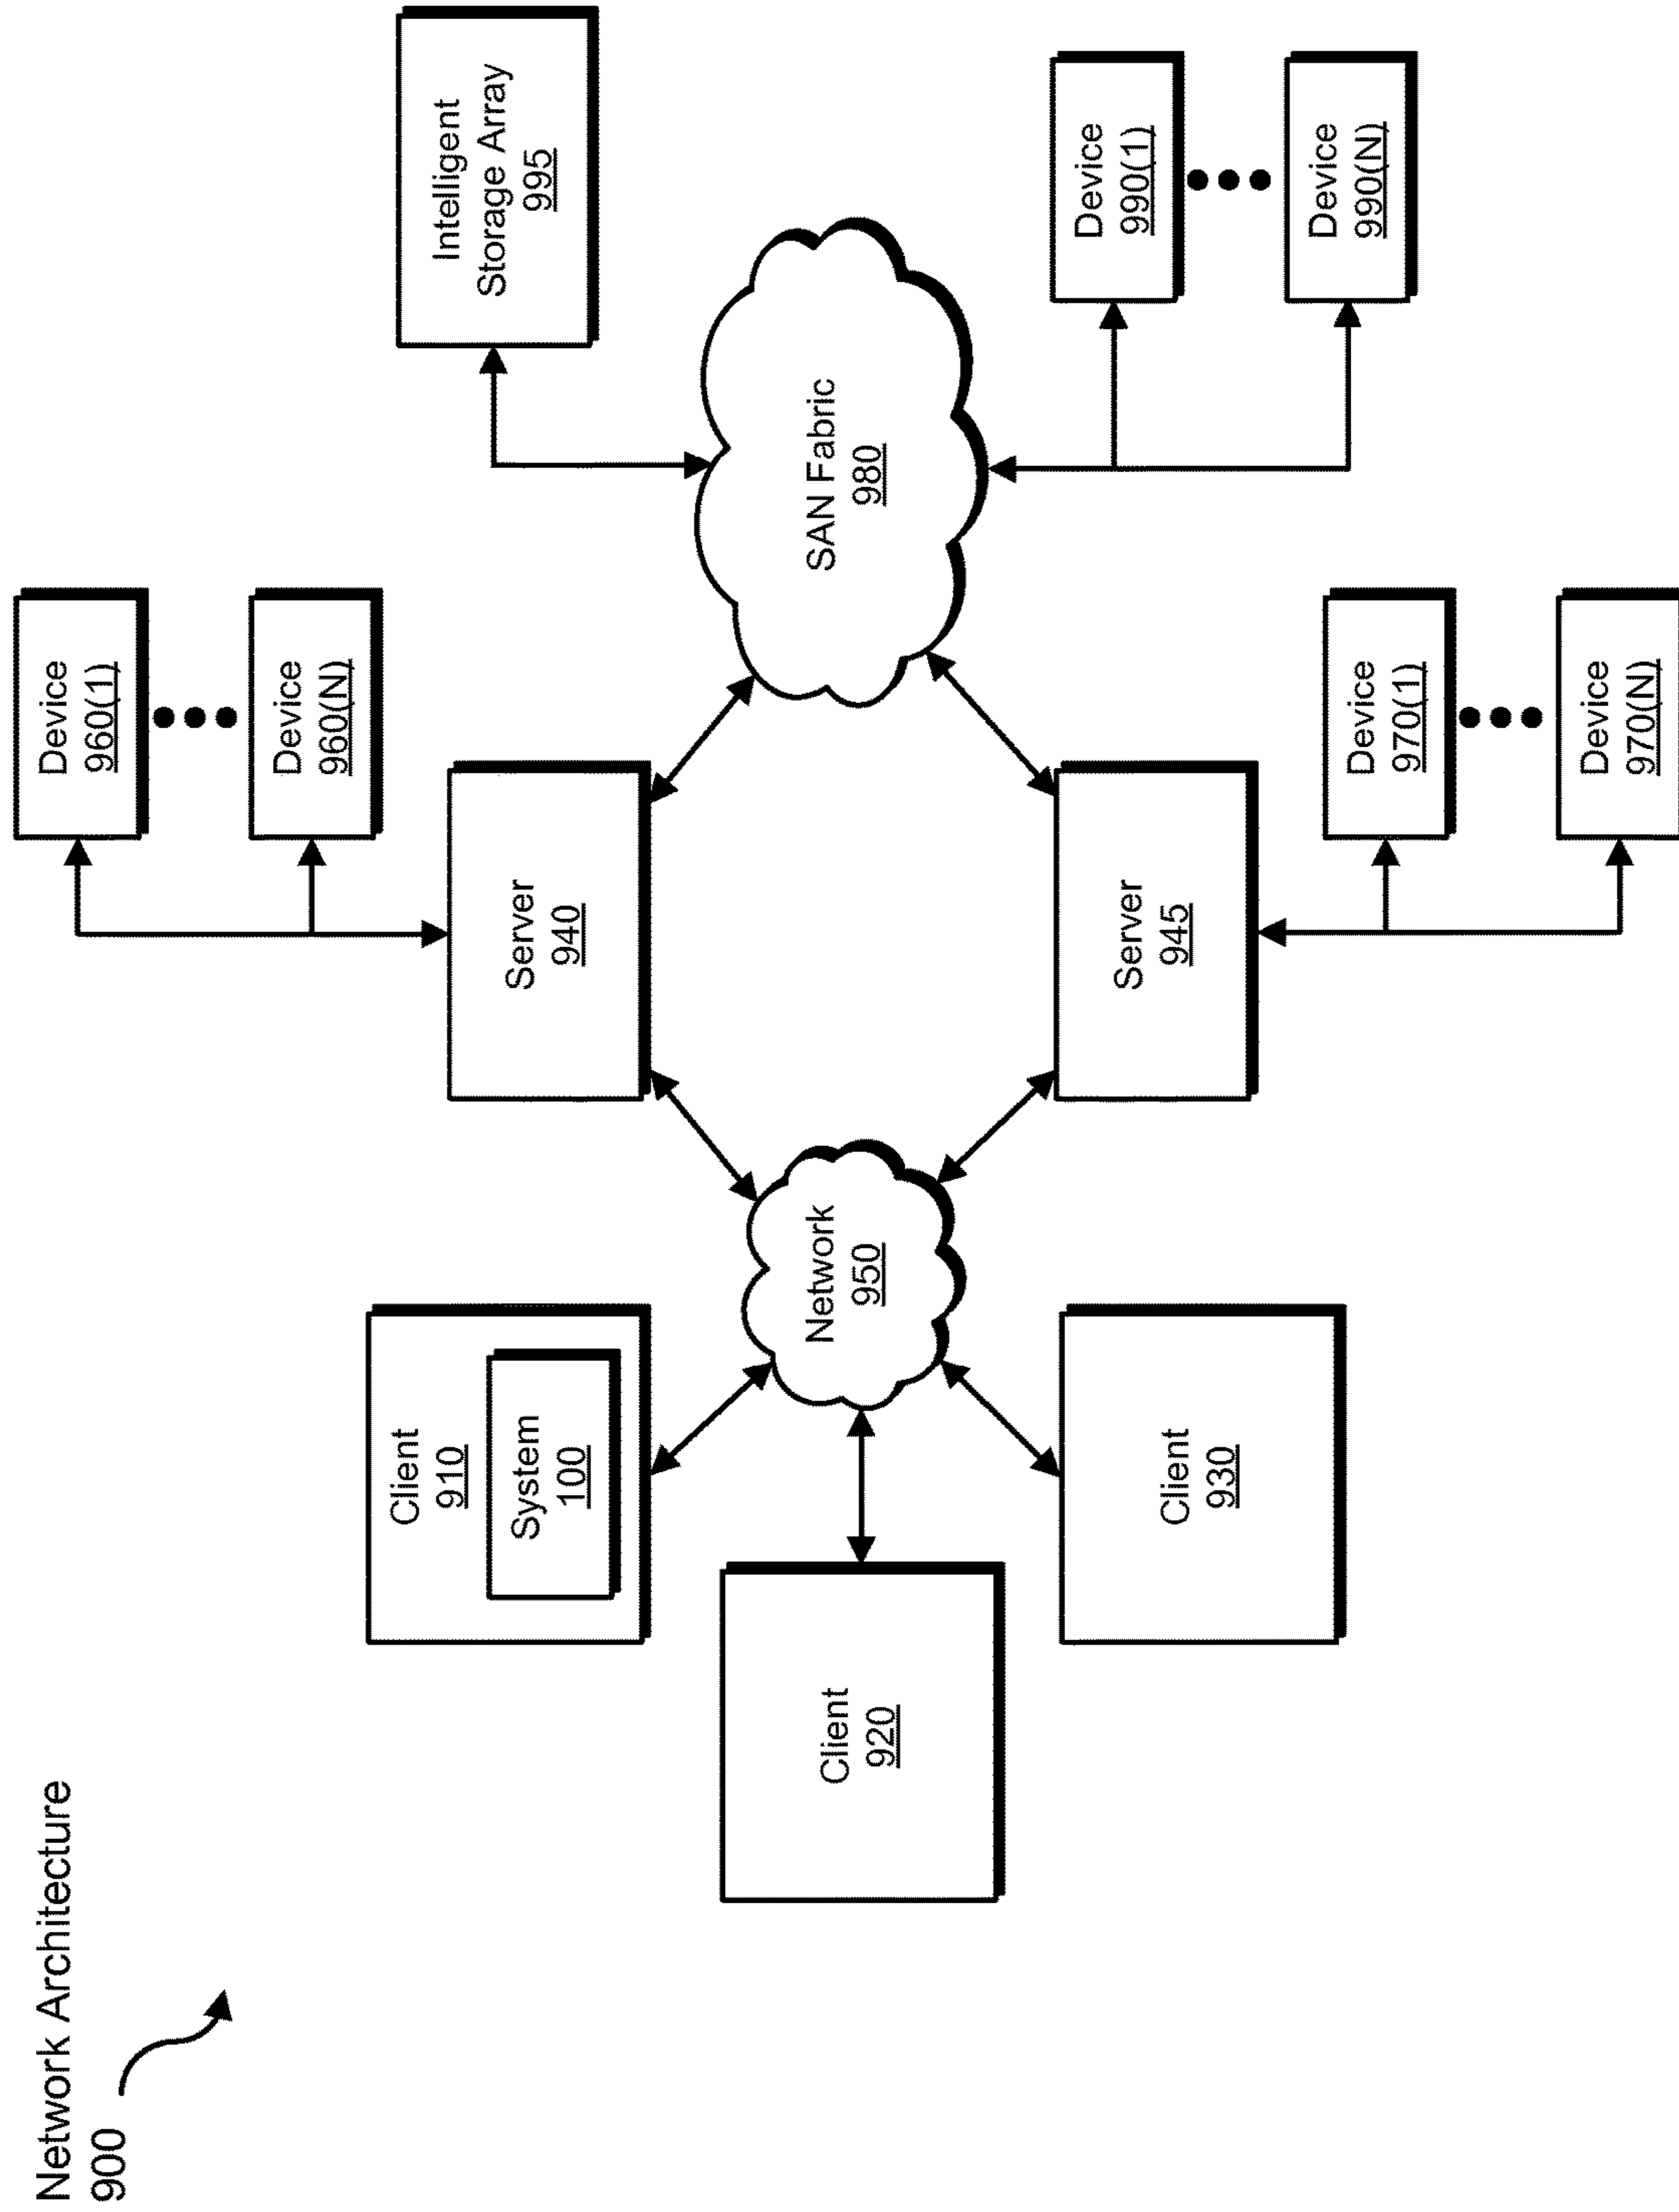 Network Architecture
900
Client
910
System
100
Client
920
Client
930
Network
950
Device
960(1)
Device
960(N)
Server
940
Server
945
Device
970(1)
Device
970(N)
SAN Fabric
980
Intelligent
Storage Array
995
Device
990(1)
Device
990(N)